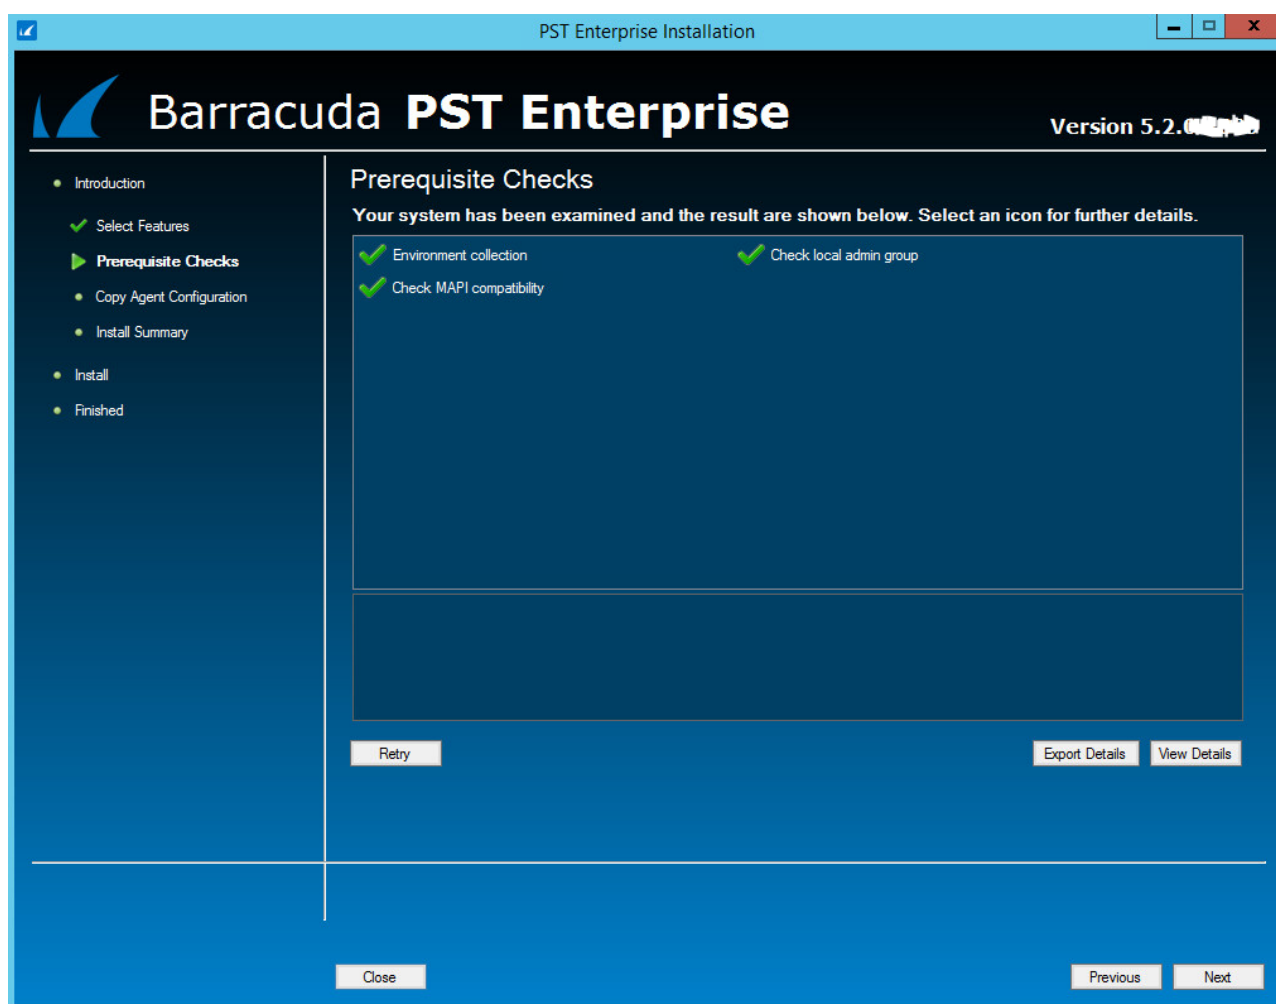 PST Enterprise Installation
Barracuda PST Enterprise
Version 5.2.
Introduction
Select Features
Prerequisite Checks
Copy Agent Configuration
Install Summary
Install
Finished
Prerequisite Checks
Your system has been examined and the result are shown below. Select an icon for further details.
Environment collection
Check local admin group
Check MAPI compatibility
Retry
Export Details
View Details
Close
Previous
Next